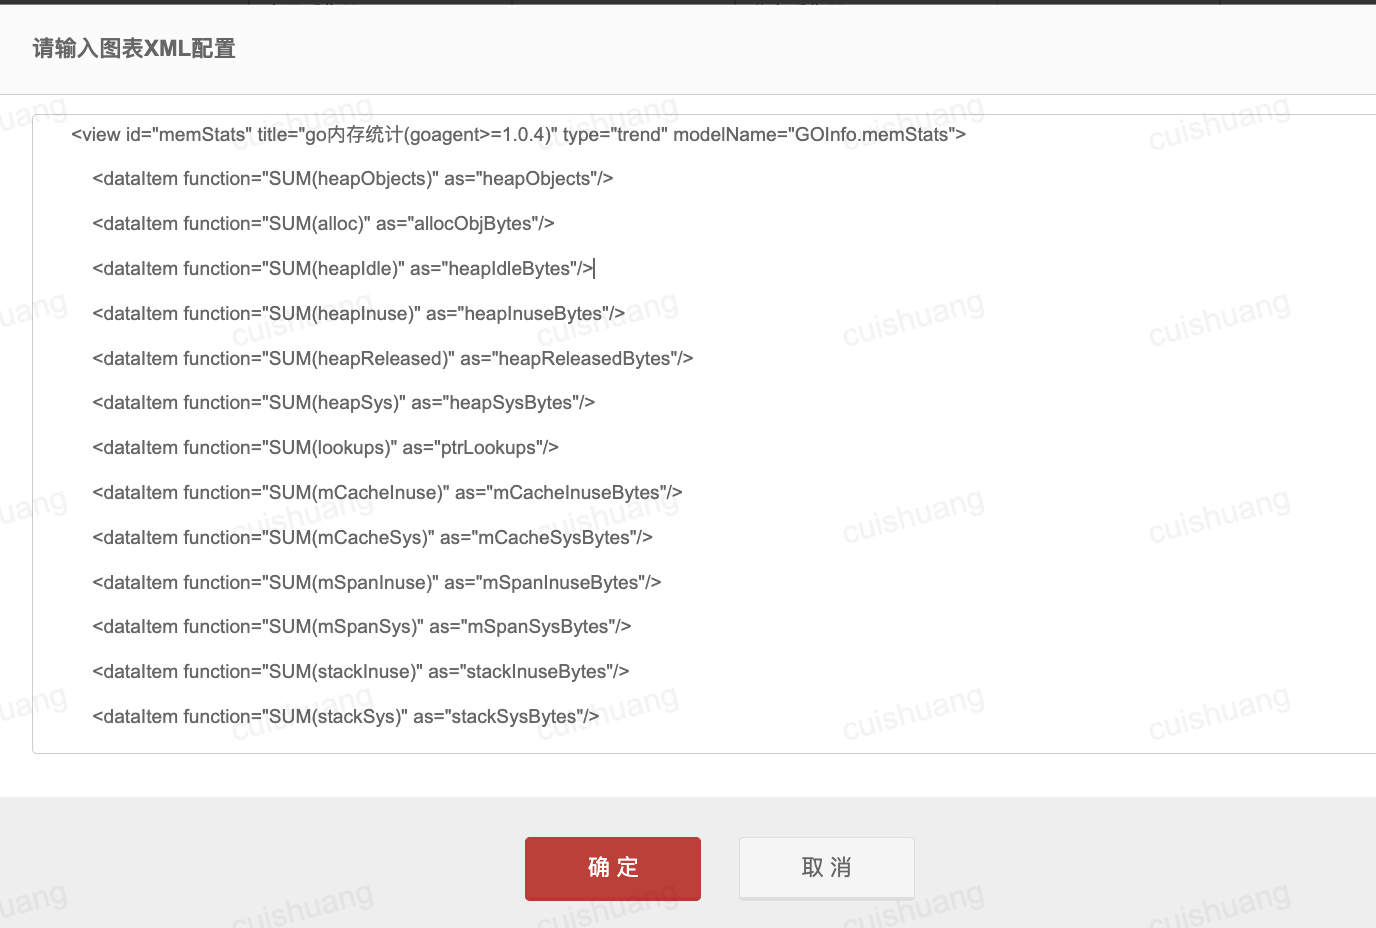 请输入图表XML配置
<view id="memStats" title="go内存统计(goagent>=1.0.4)" type="trend" modelName="GOInfo.memStats">
<dataItem function="SUM(heapObjects)" as="heapObjects"/>
<dataItem function="SUM(alloc)" as="allocObjBytes"/>
<dataItem function="SUM(heapIdle)" as="heapIdleBytes"/>
<dataItem function="SUM(heapInuse)" as="heapInuseBytes"/>
<dataItem function="SUM(heapReleased)" as="heapReleasedBytes"/>
<dataItem function="SUM(heapSys)" as="heapSysBytes"/>
<dataItem function="SUM(lookups)" as="ptrLookups"/>
<dataItem function="SUM(mCacheInuse)" as="mCacheInuseBytes"/>
<dataItem function="SUM(mCacheSys)" as="mCacheSysBytes"/>
<dataItem function="SUM(mSpanInuse)" as="mSpanInuseBytes"/>
<dataItem function="SUM(mSpanSys)" as="mSpanSysBytes"/>
<dataItem function="SUM(stackInuse)" as="stackInuseBytes"/>
<dataItem function="SUM(stackSys)" as="stackSysBytes"/>
确定 取消
cuishuang